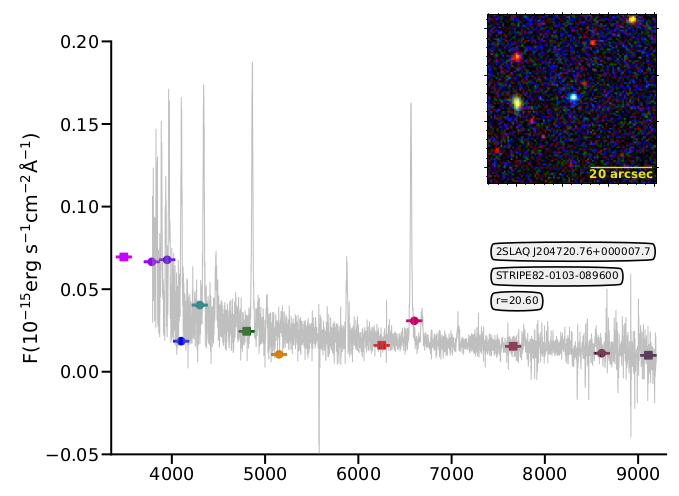 20 arcsec
2SLAQ J204720.76+000007.7
STRIPE82-0103-089600
r=20.60
F(10⁻¹⁵erg s⁻¹cm⁻²Å⁻¹)
0.20
0.15
0.10
0.05
0.00
−0.05
4000 5000 6000 7000 8000 9000